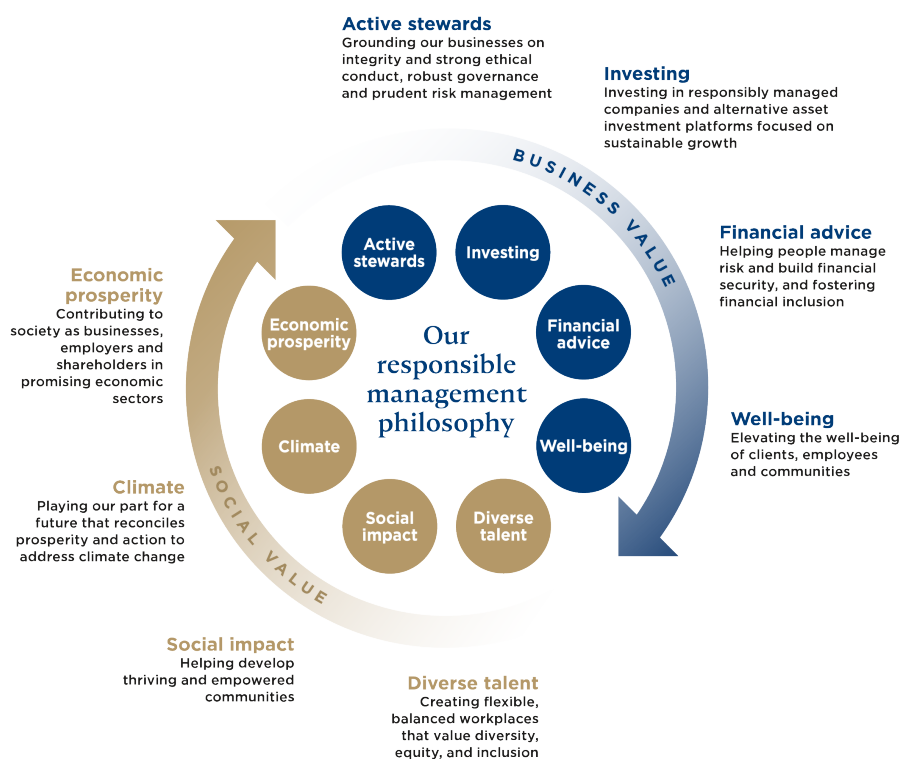 Active stewards
Grounding our businesses on
integrity and strong ethical
conduct, robust governance
and prudent risk management
Investing
Investing in responsibly managed
companies and alternative asset
investment platforms focused on
sustainable growth
BUSINESS VALUE
Financial advice
Helping people manage
risk and build financial
security, and fostering
financial inclusion
Well-being
Elevating the well-being
of clients, employees
and communities
Diverse talent
Creating flexible,
balanced workplaces
that value diversity,
equity, and inclusion
Social impact
Helping develop
thriving and empowered
communities
SOCIAL VALUE
Climate
Playing our part for a
future that reconciles
prosperity and action to
address climate change
Economic
prosperity
Contributing to
society as businesses,
employers and
shareholders in
promising economic
sectors
Active
stewards
Investing
Financial
advice
Well-being
Diverse
talent
Social
impact
Climate
Economic
prosperity
Our
responsible
management
philosophy